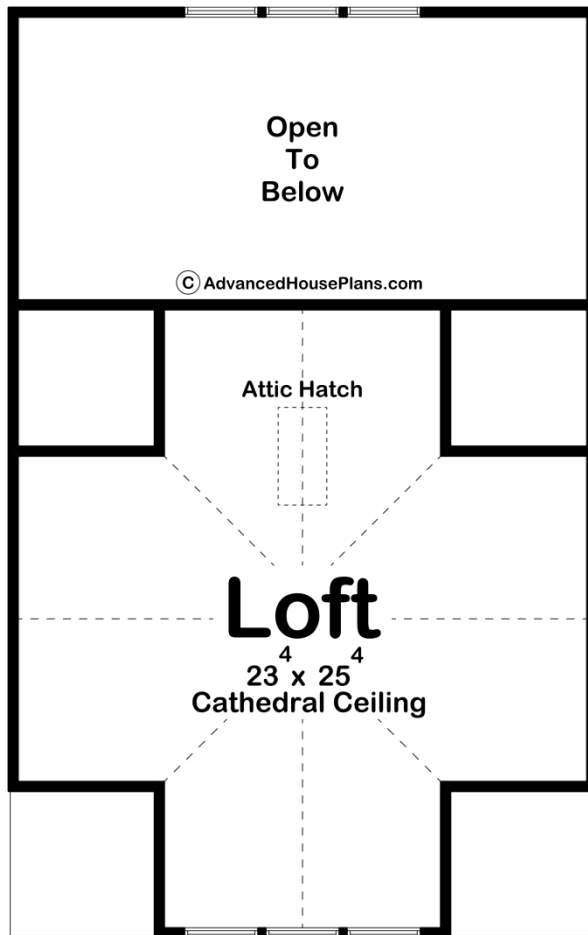 Open
To
Below
© AdvancedHousePlans.com
Attic Hatch
Loft
23⁴ x 25⁴
Cathedral Ceiling